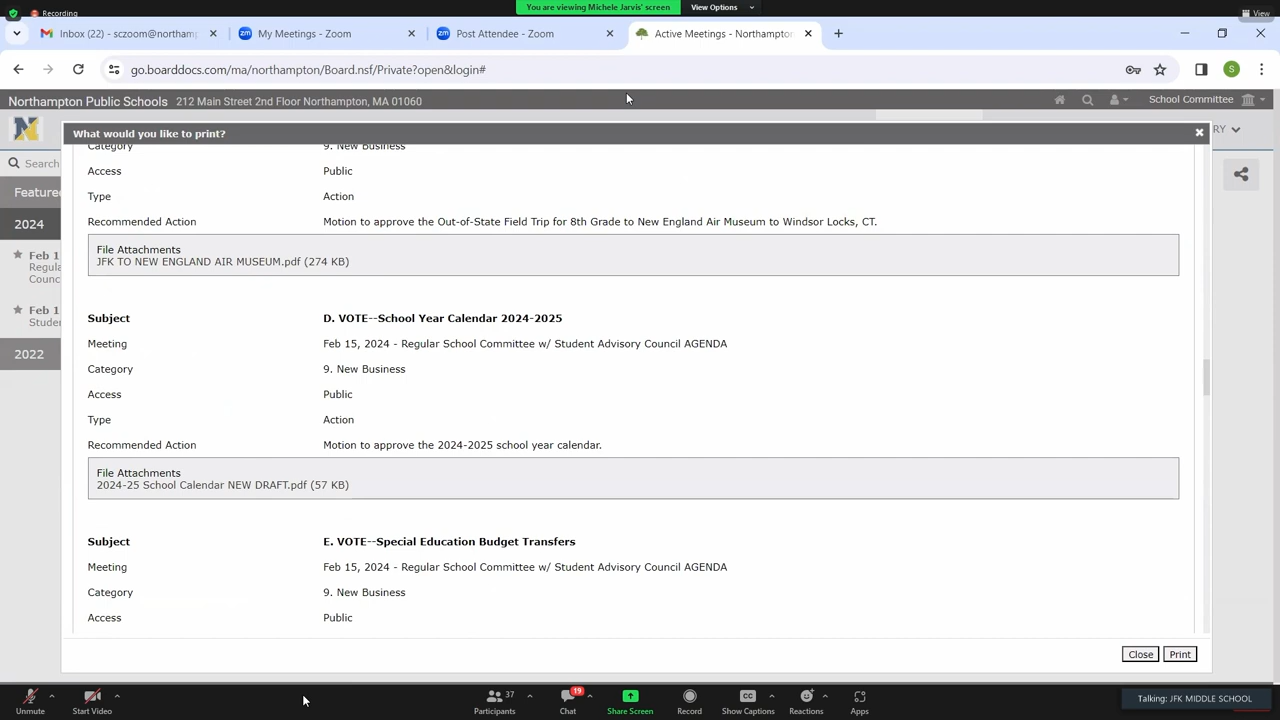 Recording
You are viewing Michele Jarvis' screen
View Options
View
Inbox (22) - sczoom@northamp
My Meetings - Zoom
Post Attendee - Zoom
Active Meetings - Northampton
go.boarddocs.com/ma/northampton/Board.nsf/Private?open&login#
S
Northampton Public Schools 212 Main Street 2nd Floor Northampton, MA 01060
School Committee
What would you like to print?
RY
Search
Category 9. New Business
Access Public
Featured
Type Action
2024
Recommended Action Motion to approve the Out-of-State Field Trip for 8th Grade to New England Air Museum to Windsor Locks, CT.
File Attachments
JFK TO NEW ENGLAND AIR MUSEUM.pdf (274 KB)
Feb 1
Regula
Counc
Feb 1
Studen
Subject D. VOTE--School Year Calendar 2024-2025
Meeting Feb 15, 2024 - Regular School Committee w/ Student Advisory Council AGENDA
2022
Category 9. New Business
Access Public
Type Action
Recommended Action Motion to approve the 2024-2025 school year calendar.
File Attachments
2024-25 School Calendar NEW DRAFT.pdf (57 KB)
Subject E. VOTE--Special Education Budget Transfers
Meeting Feb 15, 2024 - Regular School Committee w/ Student Advisory Council AGENDA
Category 9. New Business
Access Public
Close Print
37
19
Unmute Start Video Participants Chat Share Screen Record Show Captions Reactions Apps
Talking: JFK MIDDLE SCHOOL